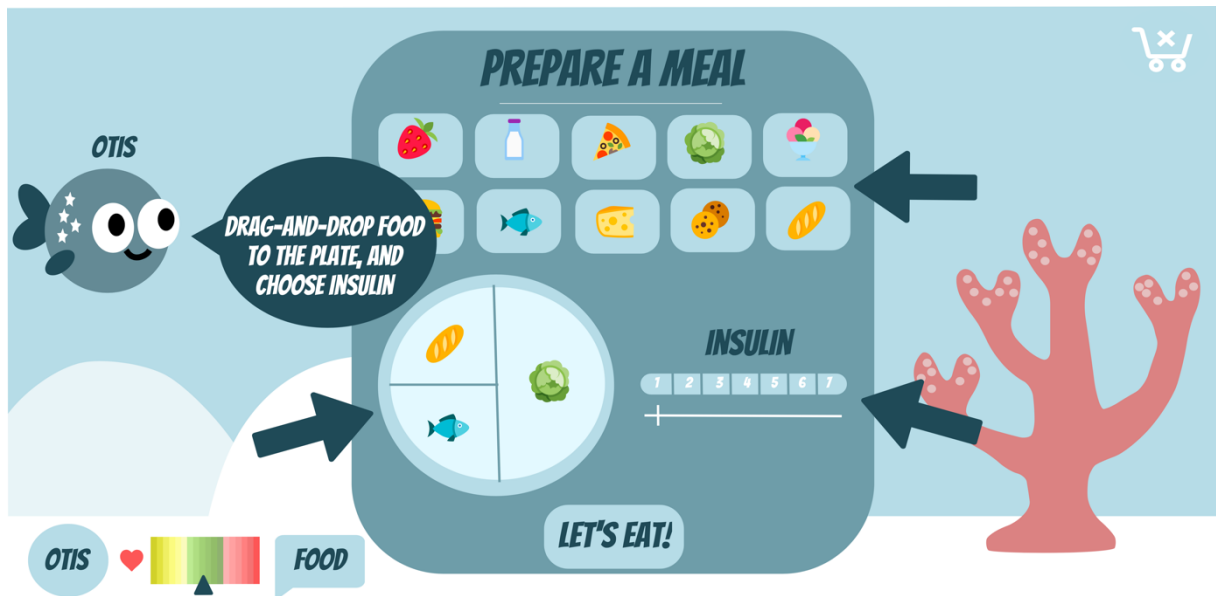 PREPARE A MEAL
OTIS
DRAG-AND-DROP FOOD
TO THE PLATE, AND
CHOOSE INSULIN
INSULIN
1 2 3 4 5 6 7
LET'S EAT!
OTIS
FOOD